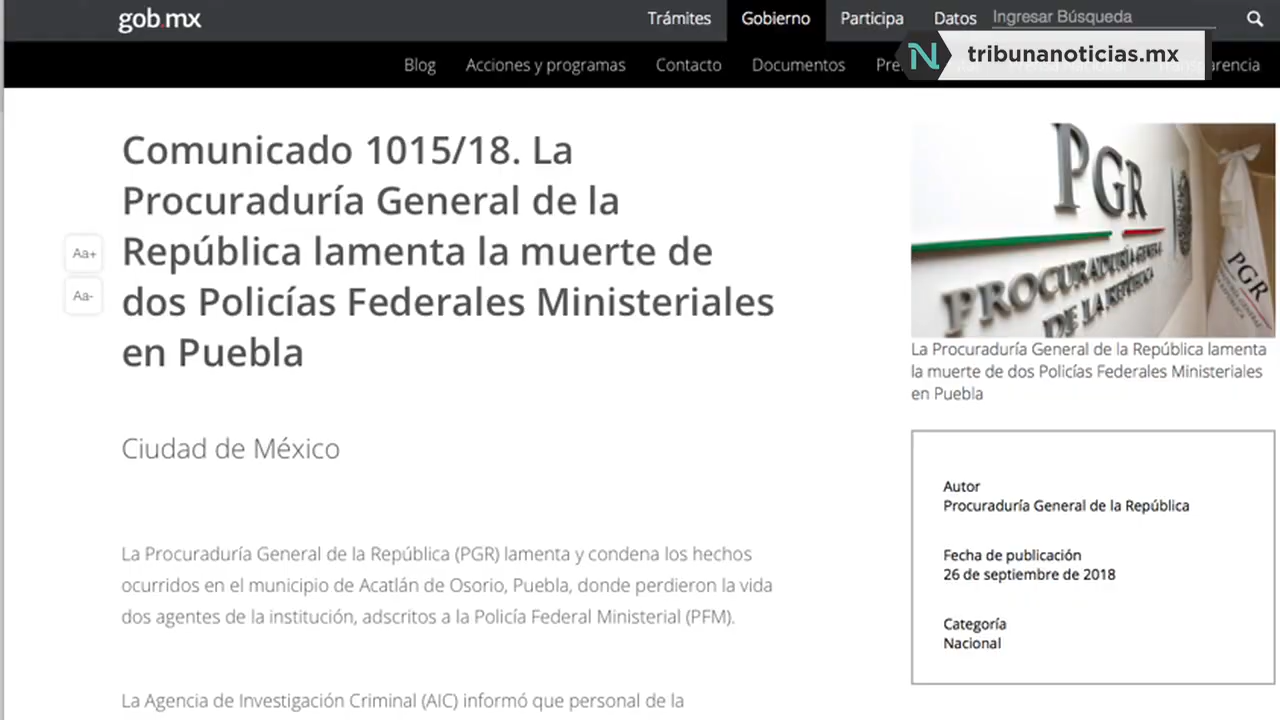 gob.mx
Trámites Gobierno Participa Datos Ingresar Búsqueda
tribunanoticias.mx
Blog Acciones y programas Contacto Documentos
Comunicado 1015/18. La
Procuraduría General de la
República lamenta la muerte de
dos Policías Federales Ministeriales
en Puebla
Aa+
Aa-
Ciudad de México
La Procuraduría General de la República (PGR) lamenta y condena los hechos
ocurridos en el municipio de Acatlán de Osorio, Puebla, donde perdieron la vida
dos agentes de la institución, adscritos a la Policía Federal Ministerial (PFM).
La Agencia de Investigación Criminal (AIC) informó que personal de la
PGR
PROCURADURÍA GENERAL
DE LA REPÚBLICA
PGR
La Procuraduría General de la República lamenta
la muerte de dos Policías Federales Ministeriales
en Puebla
Autor
Procuraduría General de la República
Fecha de publicación
26 de septiembre de 2018
Categoría
Nacional